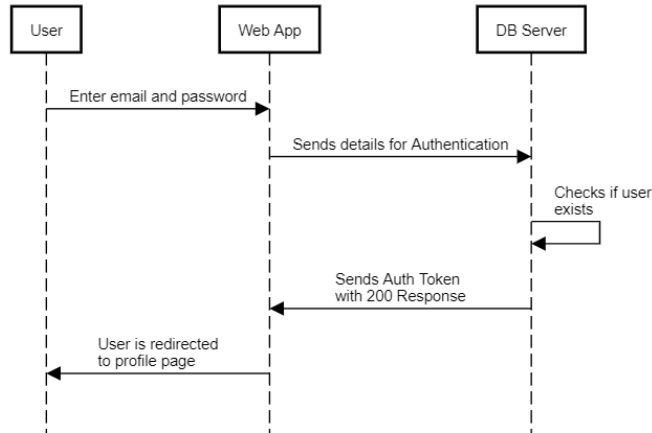 User
Web App
DB Server
Enter email and password
Sends details for Authentication
Checks if user
exists
Sends Auth Token
with 200 Response
User is redirected
to profile page